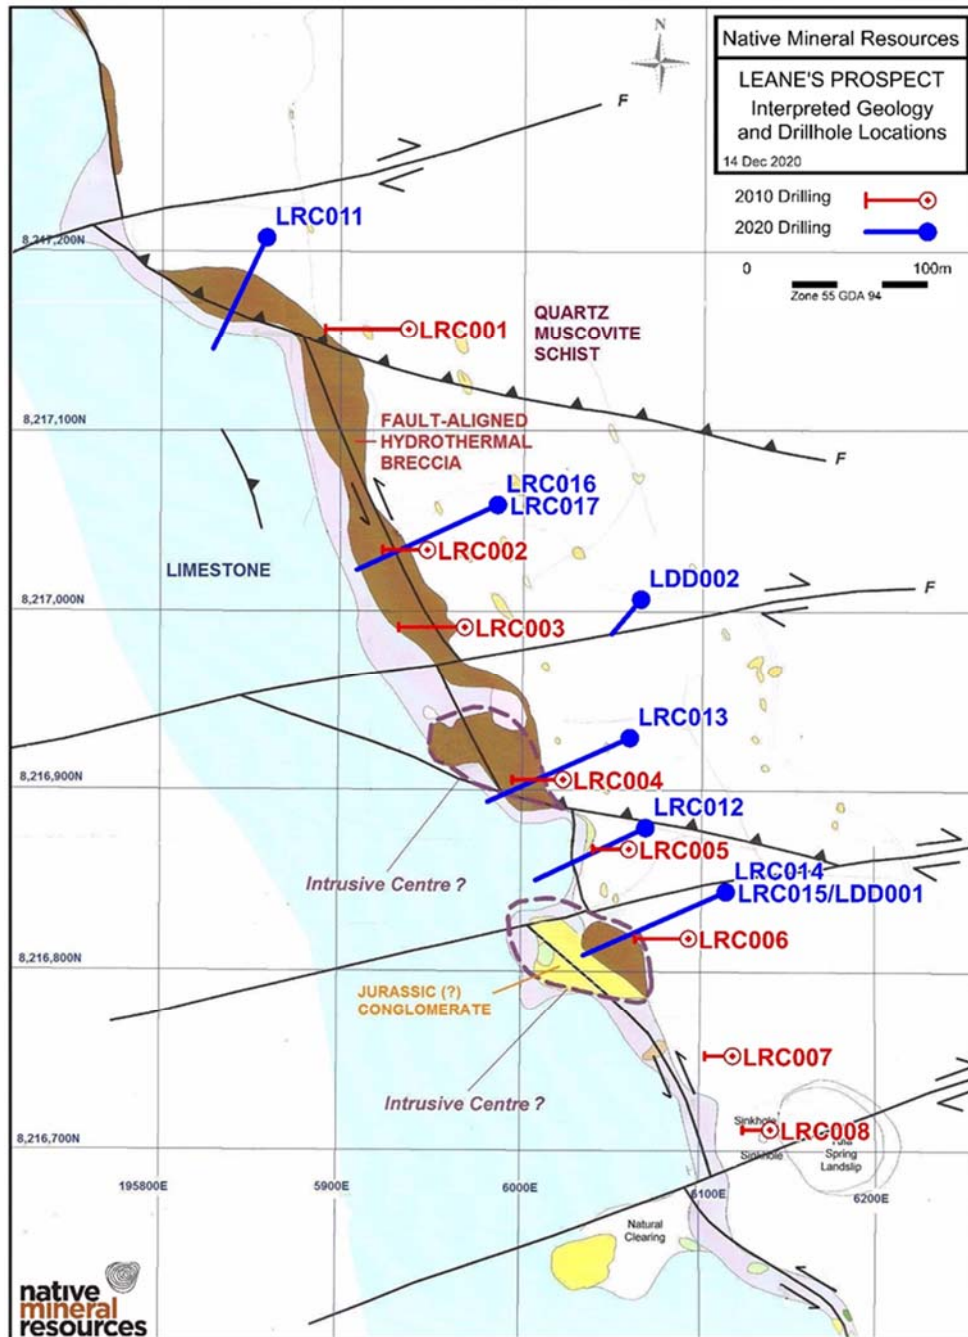 Native Mineral Resources
LEANE'S PROSPECT
Interpreted Geology
and Drillhole Locations
14 Dec 2020
2010 Drilling
2020 Drilling
0 100m
Zone 55 GDA 94
N
F
LRC011
8,217,200N
LRC001
QUARTZ
MUSCOVITE
SCHIST
8,217,100N
FAULT-ALIGNED
HYDROTHERMAL
BRECCIA
F
LRC016
LRC017
LRC002
LIMESTONE
LDD002
F
8,217,000N
LRC003
LRC013
8,216,900N
LRC004
LRC012
LRC005
LRC014
LRC015/LDD001
Intrusive Centre ?
LRC006
8,216,800N
JURASSIC (?)
CONGLOMERATE
LRC007
Intrusive Centre ?
Sinkhole
LRC008
8,216,700N
Sinkhole
Spring
Landslip
195800E
5900E
6000E
6100E
6200E
Natural
Clearing
native
mineral
resources